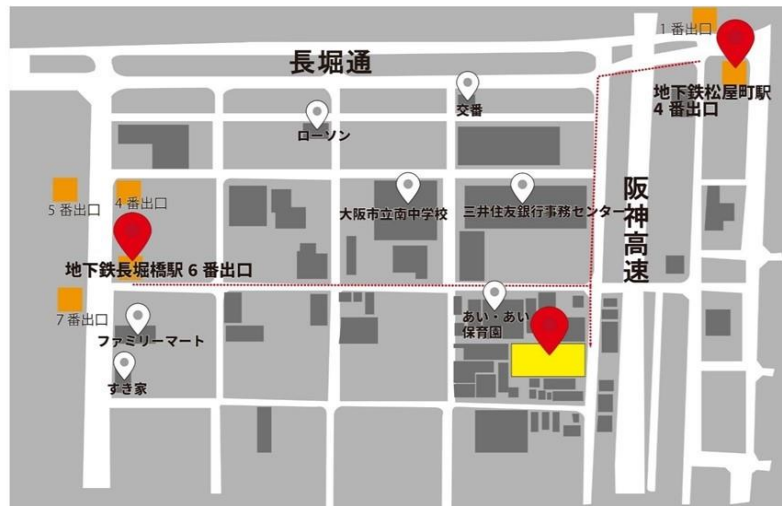 1番出口
長堀通
地下鉄松屋町駅
4番出口
交番
ローソン
阪神高速
5番出口
4番出口
大阪市立南中学校
三井住友銀行事務センター
地下鉄長堀橋駅6番出口
7番出口
ファミリーマート
あい・あい
保育園
すき家